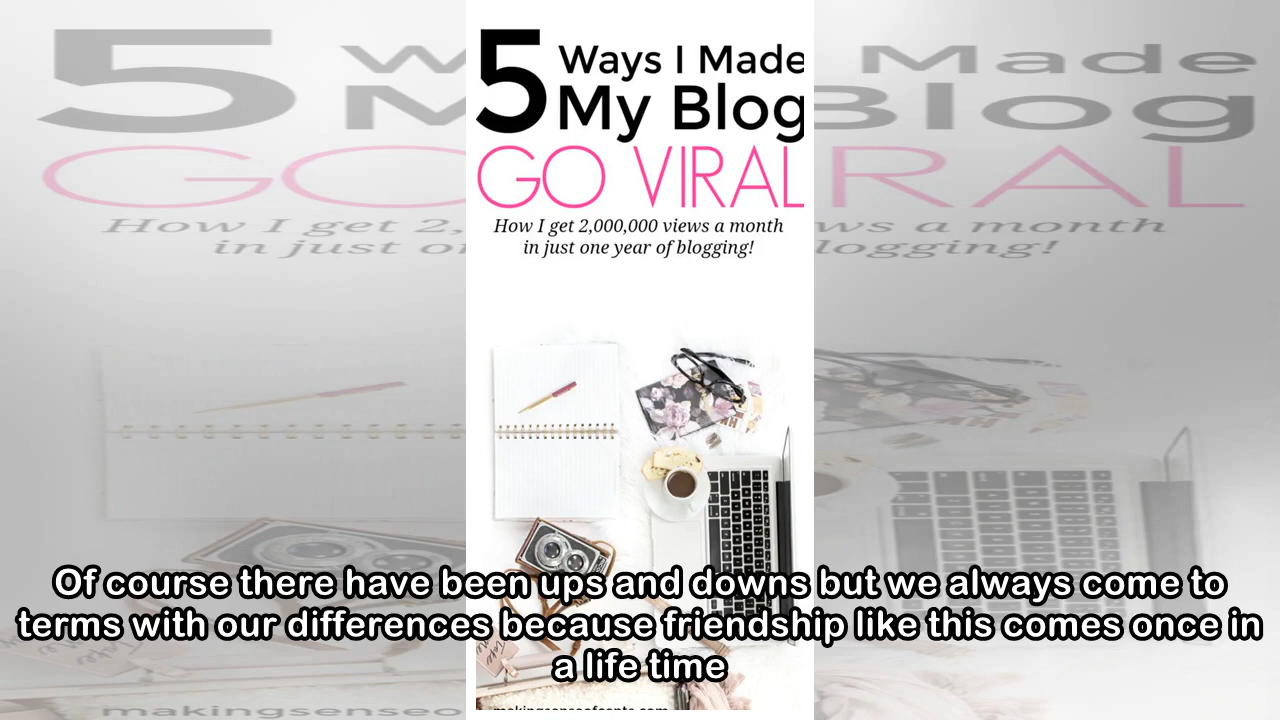 5 Ways I Made
My Blog
GO VIRAL
How I get 2,000,000 views a month
in just one year of blogging!
Of course there have been ups and downs but we always come to
terms with our differences because friendship like this comes once in
a life time